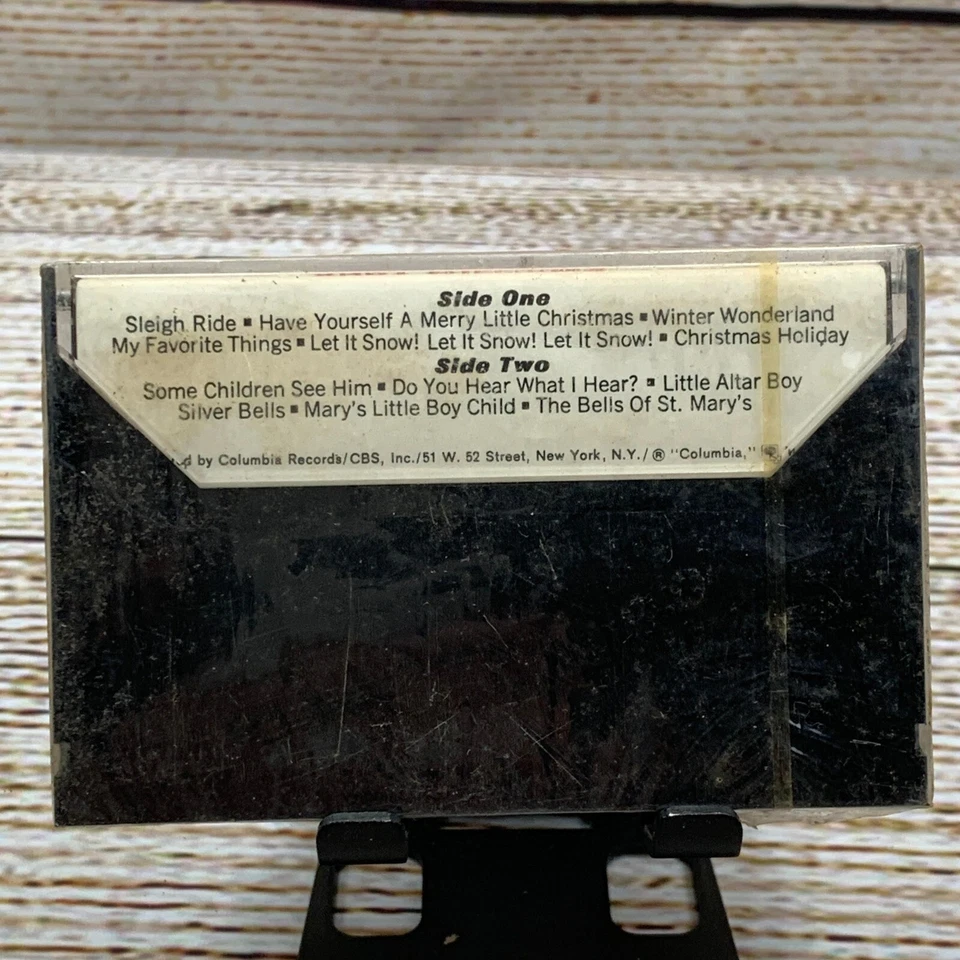 Side One
Sleigh Ride ▪ Have Yourself A Merry Little Christmas ▪ Winter Wonderland
My Favorite Things ▪ Let It Snow! Let It Snow! Let It Snow! ▪ Christmas Holiday
Side Two
Some Children See Him ▪ Do You Hear What I Hear? ▪ Little Altar Boy
Silver Bells ▪ Mary's Little Boy Child ▪ The Bells Of St. Mary's
by Columbia Records/CBS, Inc./51 W. 52 Street, New York, N.Y./® "Columbia,"